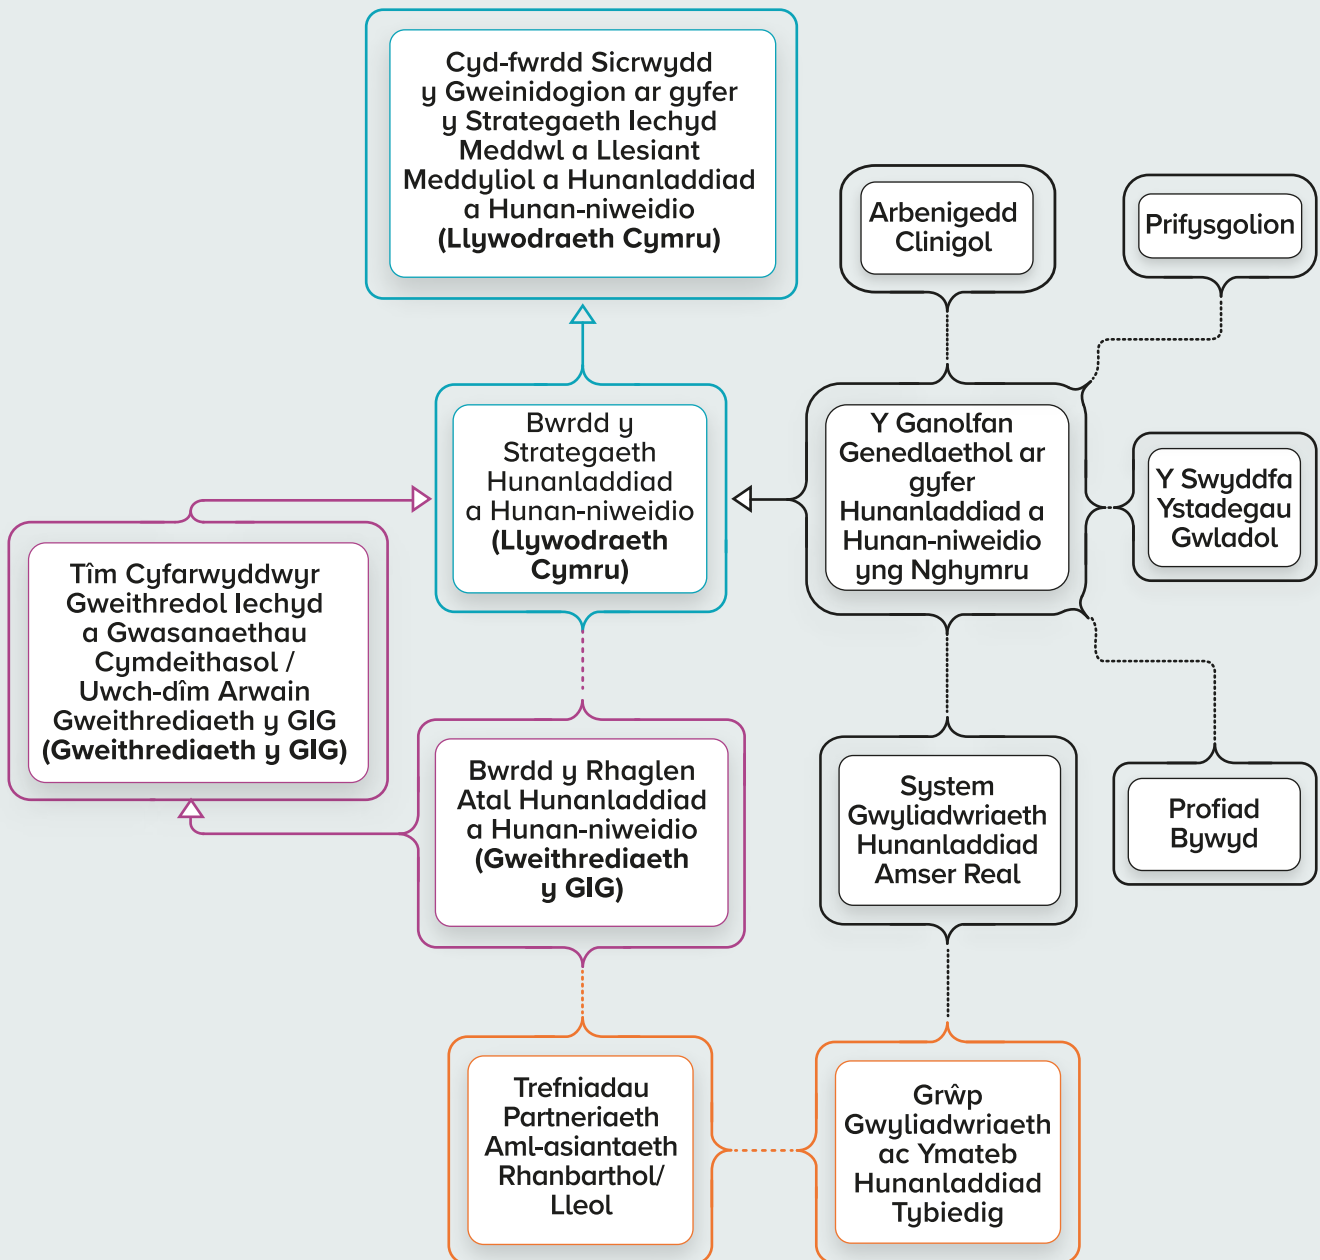 Cyd-fwrdd Sicrwydd
y Gweinidogion ar gyfer
y Strategaeth Iechyd
Meddwl a Llesiant
Meddyliol a Hunanladdiad
a Hunan-niweidio
(Llywodraeth Cymru)
Arbenigedd
Clinigol
Prifysgolion
Bwrdd y
Strategaeth
Hunanladdiad
a Hunan-niweidio
(Llywodraeth
Cymru)
Y Ganolfan
Genedlaethol ar
gyfer
Hunanladdiad a
Hunan-niweidio
yng Nghymru
Y Swyddfa
Ystadegau
Gwladol
Tîm Cyfarwyddwyr
Gweithredol Iechyd
a Gwasanaethau
Cymdeithasol /
Uwch-dîm Arwain
Gweithrediaeth y GIG
(Gweithrediaeth y GIG)
Bwrdd y Rhaglen
Atal Hunanladdiad
a Hunan-niweidio
(Gweithrediaeth
y GIG)
System
Gwyliadwriaeth
Hunanladdiad
Amser Real
Profiad
Bywyd
Trefniadau
Partneriaeth
Aml-asiantaeth
Rhanbarthol/
Lleol
Grŵp
Gwyliadwriaeth
ac Ymateb
Hunanladdiad
Tybiedig